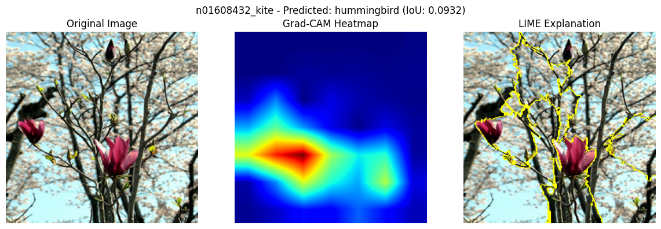 n01608432_kite - Predicted: hummingbird (IoU: 0.0932)
Original Image
Grad-CAM Heatmap
LIME Explanation